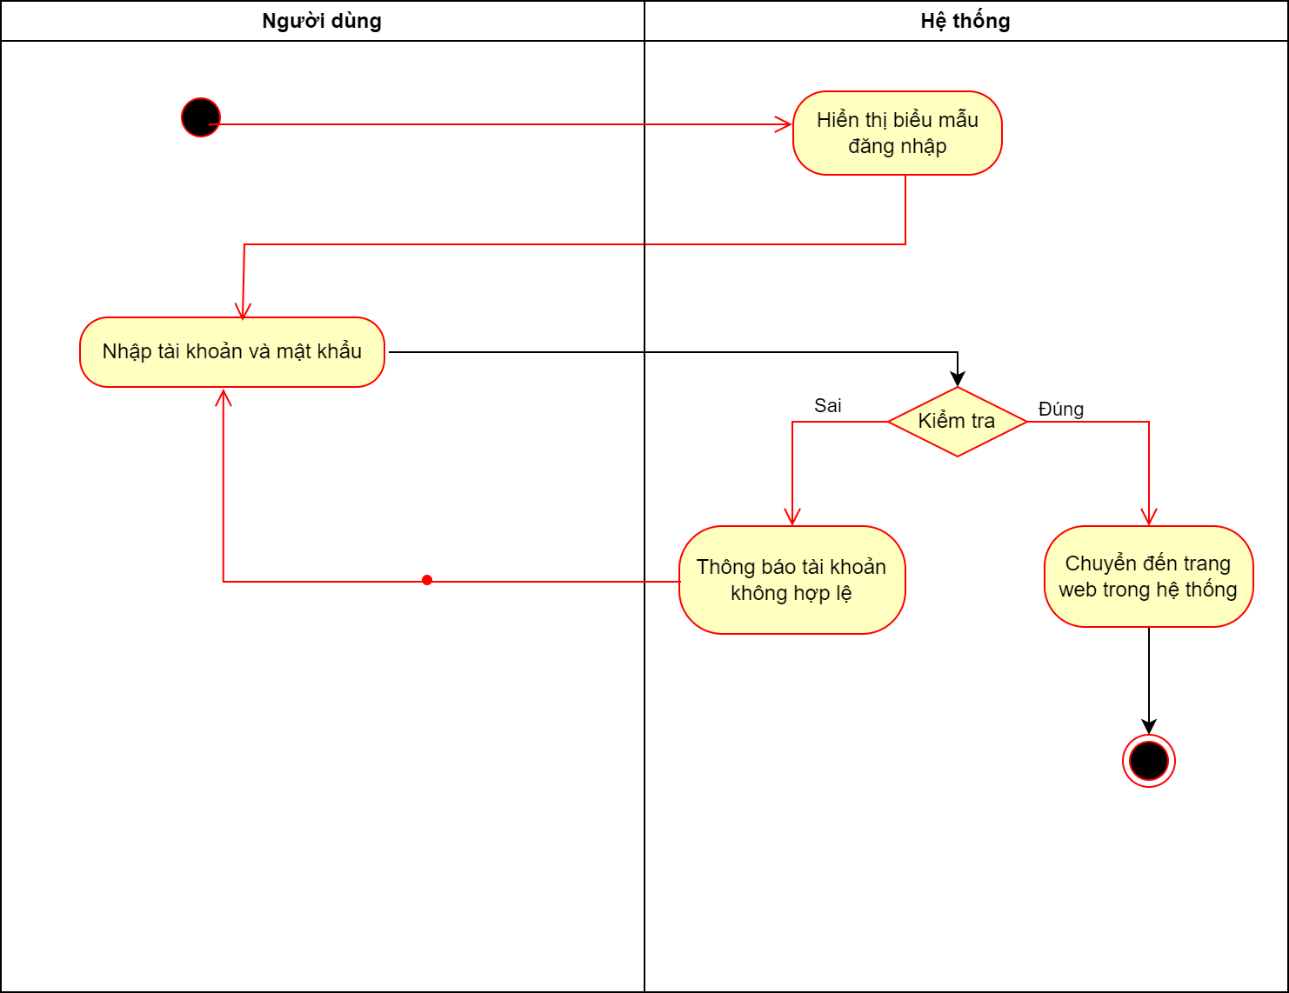 Người dùng
Hệ thống
Hiển thị biểu mẫu
đăng nhập
Nhập tài khoản và mật khẩu
Kiểm tra
Sai
Đúng
Thông báo tài khoản
không hợp lệ
Chuyển đến trang
web trong hệ thống